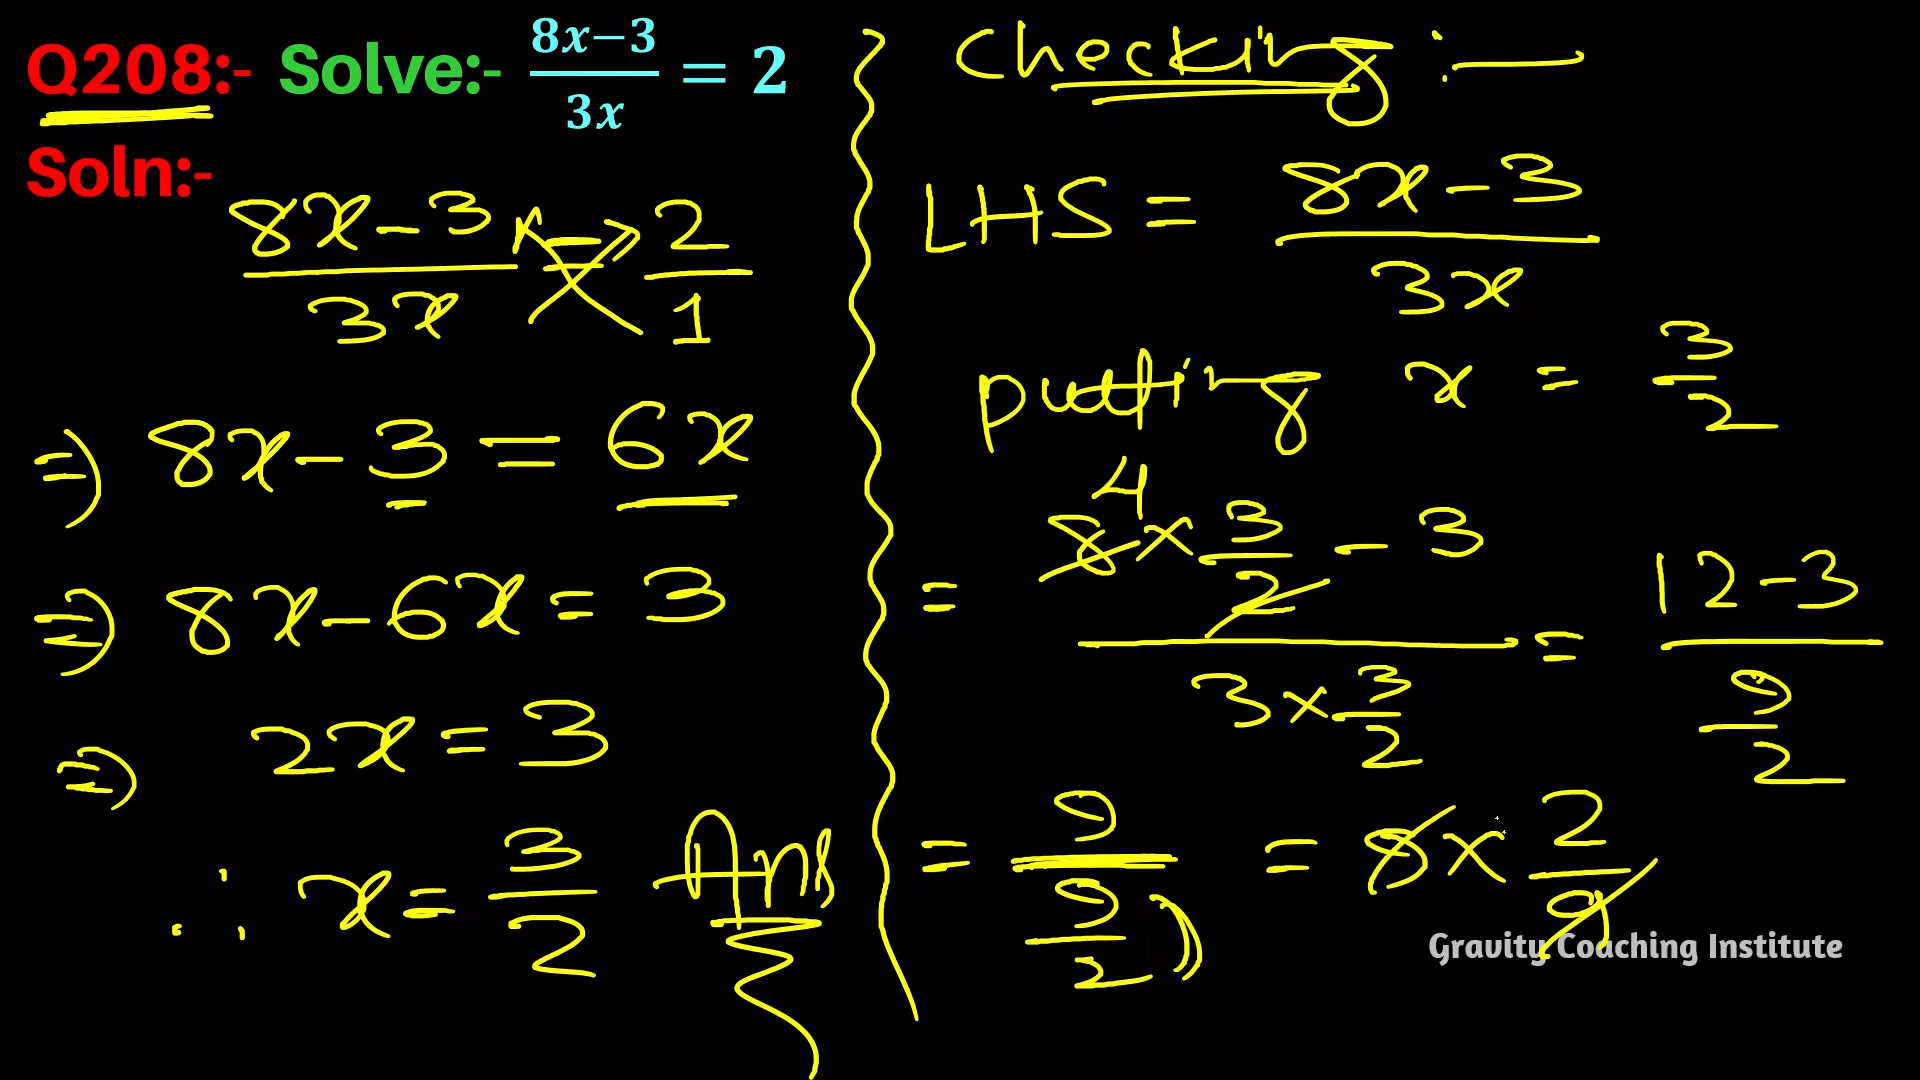 Q208:- Solve:- (8x−3)/(3x) = 2
Soln:-
(8x−3)/(3x) = 2/1
⇒ 8x−3 = 6x
⇒ 8x−6x = 3
⇒ 2x = 3
∴ x = 3/2 Ans
Checking :—
LHS = (8x−3)/(3x)
putting x = 3/2
4
= (8×3/2 − 3)/(3×3/2) = (12−3)/(9/2)
= 9/(9/2) = 9×2/9
Gravity Coaching Institute